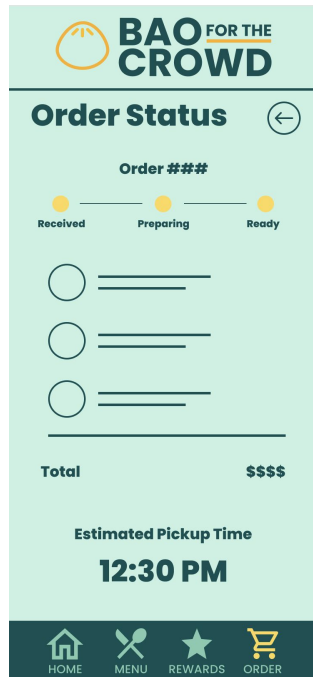 BAO FOR THE
CROWD
Order Status
Order ###
Received Preparing Ready
Total $$$$
Estimated Pickup Time
12:30 PM
HOME MENU REWARDS ORDER